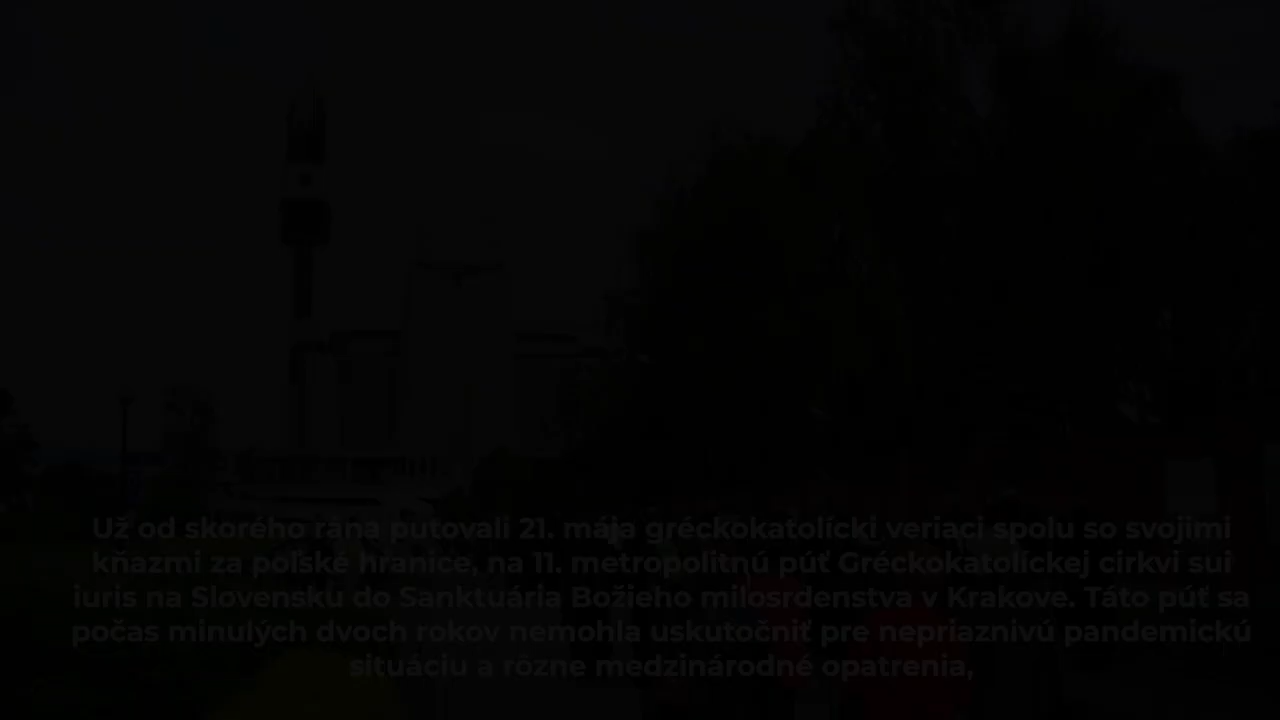 Už od skorého rána putovali 21. mája gréckokatolícki veriaci spolu so svojimi
kňazmi za poľské hranice, na 11. metropolitnú púť Gréckokatolíckej cirkvi sui
iuris na Slovensku do Sanktuária Božieho milosrdenstva v Krakove. Táto púť sa
počas minulých dvoch rokov nemohla uskutočniť pre nepriaznivú pandemickú
situáciu a rôzne medzinárodné opatrenia,